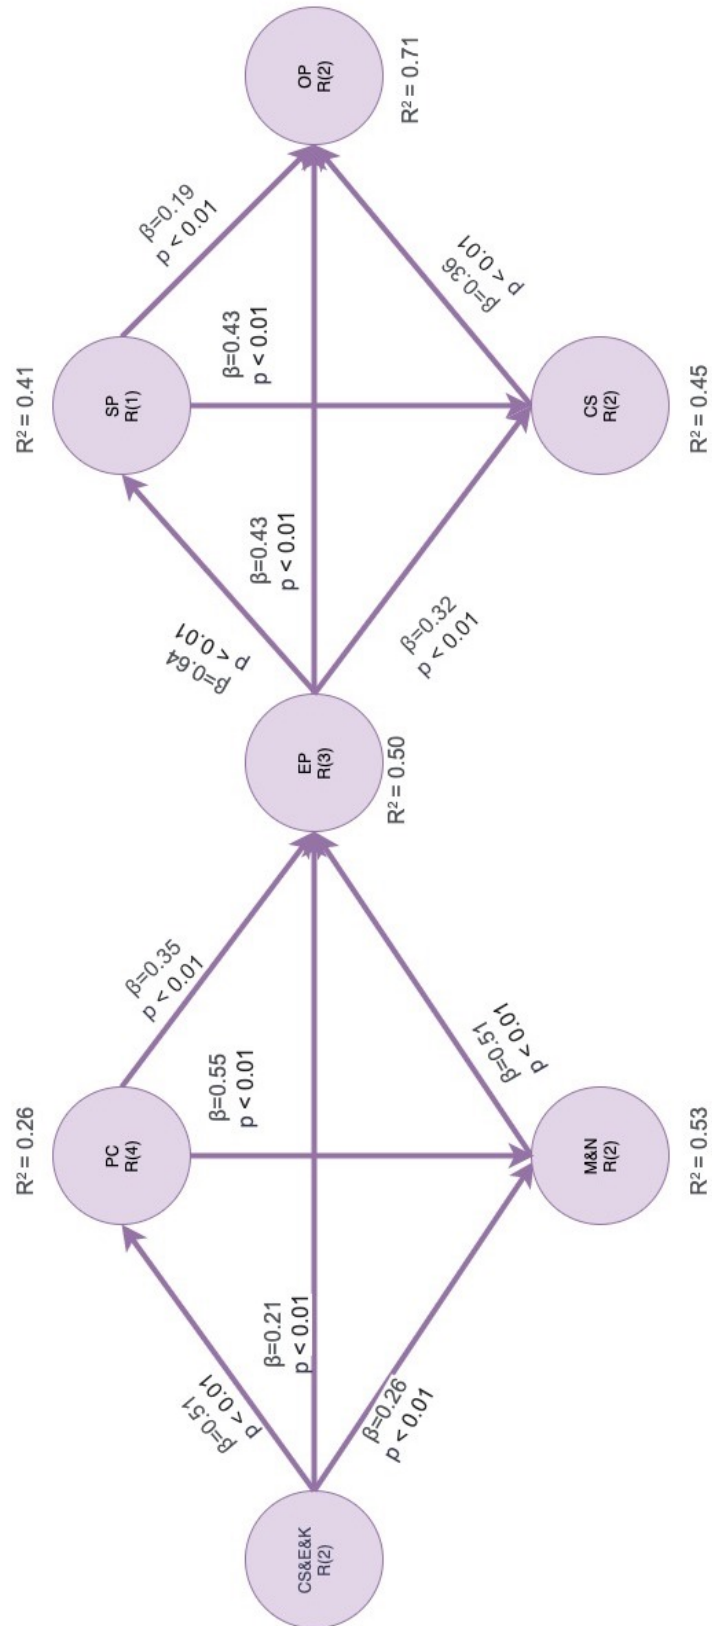 CS&E&K
R(2)
β=0.51
p < 0.01
β=0.21
p < 0.01
β=0.26
p < 0.01
R² = 0.26
PC
R(4)
β=0.55
p < 0.01
M&N
R(2)
R² = 0.53
β=0.35
p < 0.01
β=0.51
p < 0.01
EP
R(3)
R² = 0.50
β=0.64
p < 0.01
β=0.43
p < 0.01
β=0.32
p < 0.01
R² = 0.41
SP
R(1)
β=0.43
p < 0.01
CS
R(2)
R² = 0.45
β=0.19
p < 0.01
β=0.36
p < 0.01
OP
R(2)
R² = 0.71